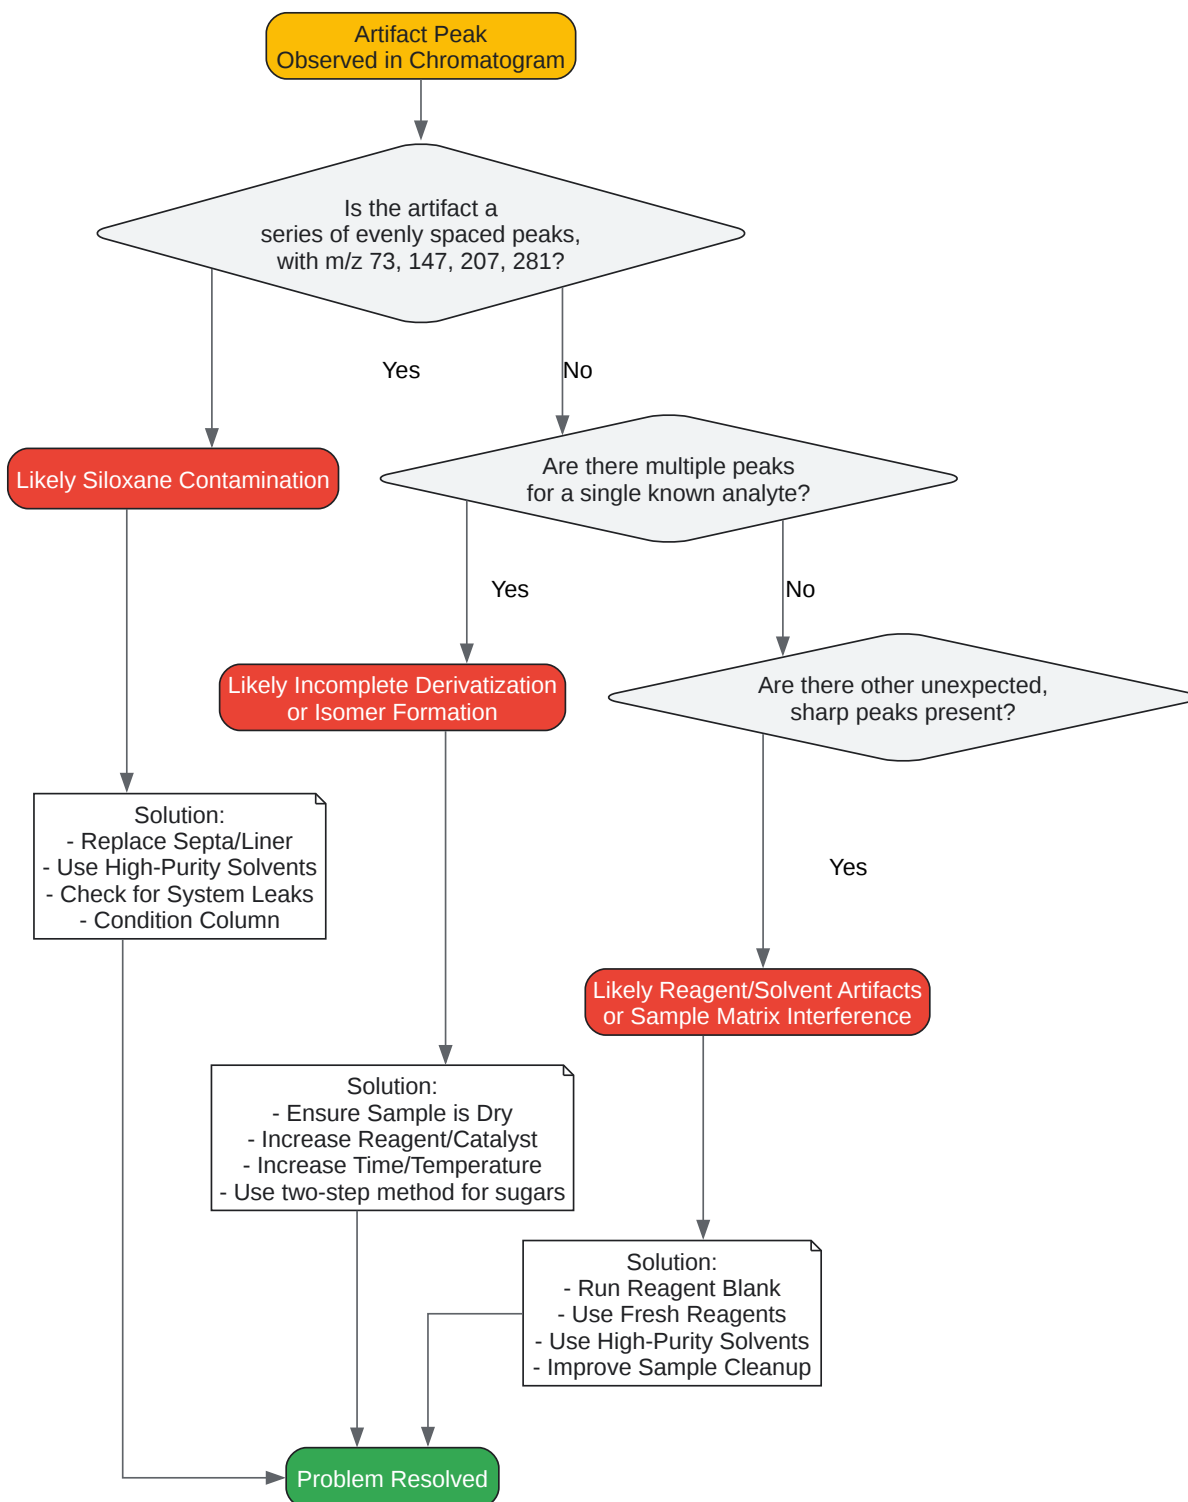 Artifact Peak
Observed in Chromatogram
Is the artifact a
series of evenly spaced peaks,
with m/z 73, 147, 207, 281?
Yes
No
Likely Siloxane Contamination
Are there multiple peaks
for a single known analyte?
Yes
No
Likely Incomplete Derivatization
or Isomer Formation
Are there other unexpected,
sharp peaks present?
Solution:
- Replace Septa/Liner
- Use High-Purity Solvents
- Check for System Leaks
- Condition Column
Yes
Likely Reagent/Solvent Artifacts
or Sample Matrix Interference
Solution:
- Ensure Sample is Dry
- Increase Reagent/Catalyst
- Increase Time/Temperature
- Use two-step method for sugars
Solution:
- Run Reagent Blank
- Use Fresh Reagents
- Use High-Purity Solvents
- Improve Sample Cleanup
Problem Resolved